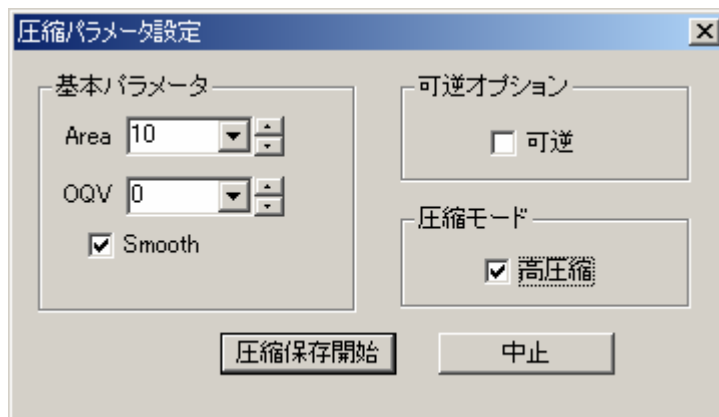 圧縮パラメータ設定
基本パラメータ
Area 10
OQV 0
Smooth
可逆オプション
可逆
圧縮モード
高圧縮
圧縮保存開始
中止